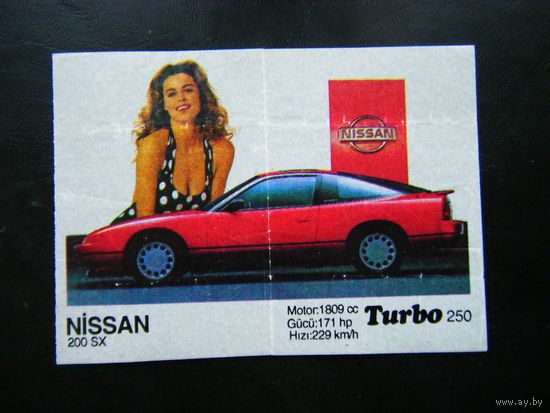 NISSAN
NİSSAN
200 SX
Motor:1809 cc
Gücü:171 hp
Hızı:229 km/h
Turbo 250
© www.ay.by